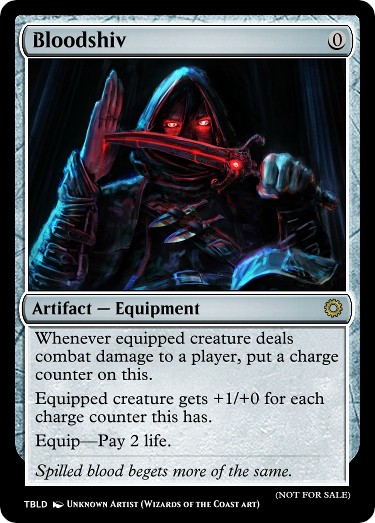 Bloodshiv 0
Artifact — Equipment
Whenever equipped creature deals
combat damage to a player, put a charge
counter on this.
Equipped creature gets +1/+0 for each
charge counter this has.
Equip—Pay 2 life.
Spilled blood begets more of the same.
(NOT FOR SALE)
TBLD Unknown Artist (Wizards of the Coast art)